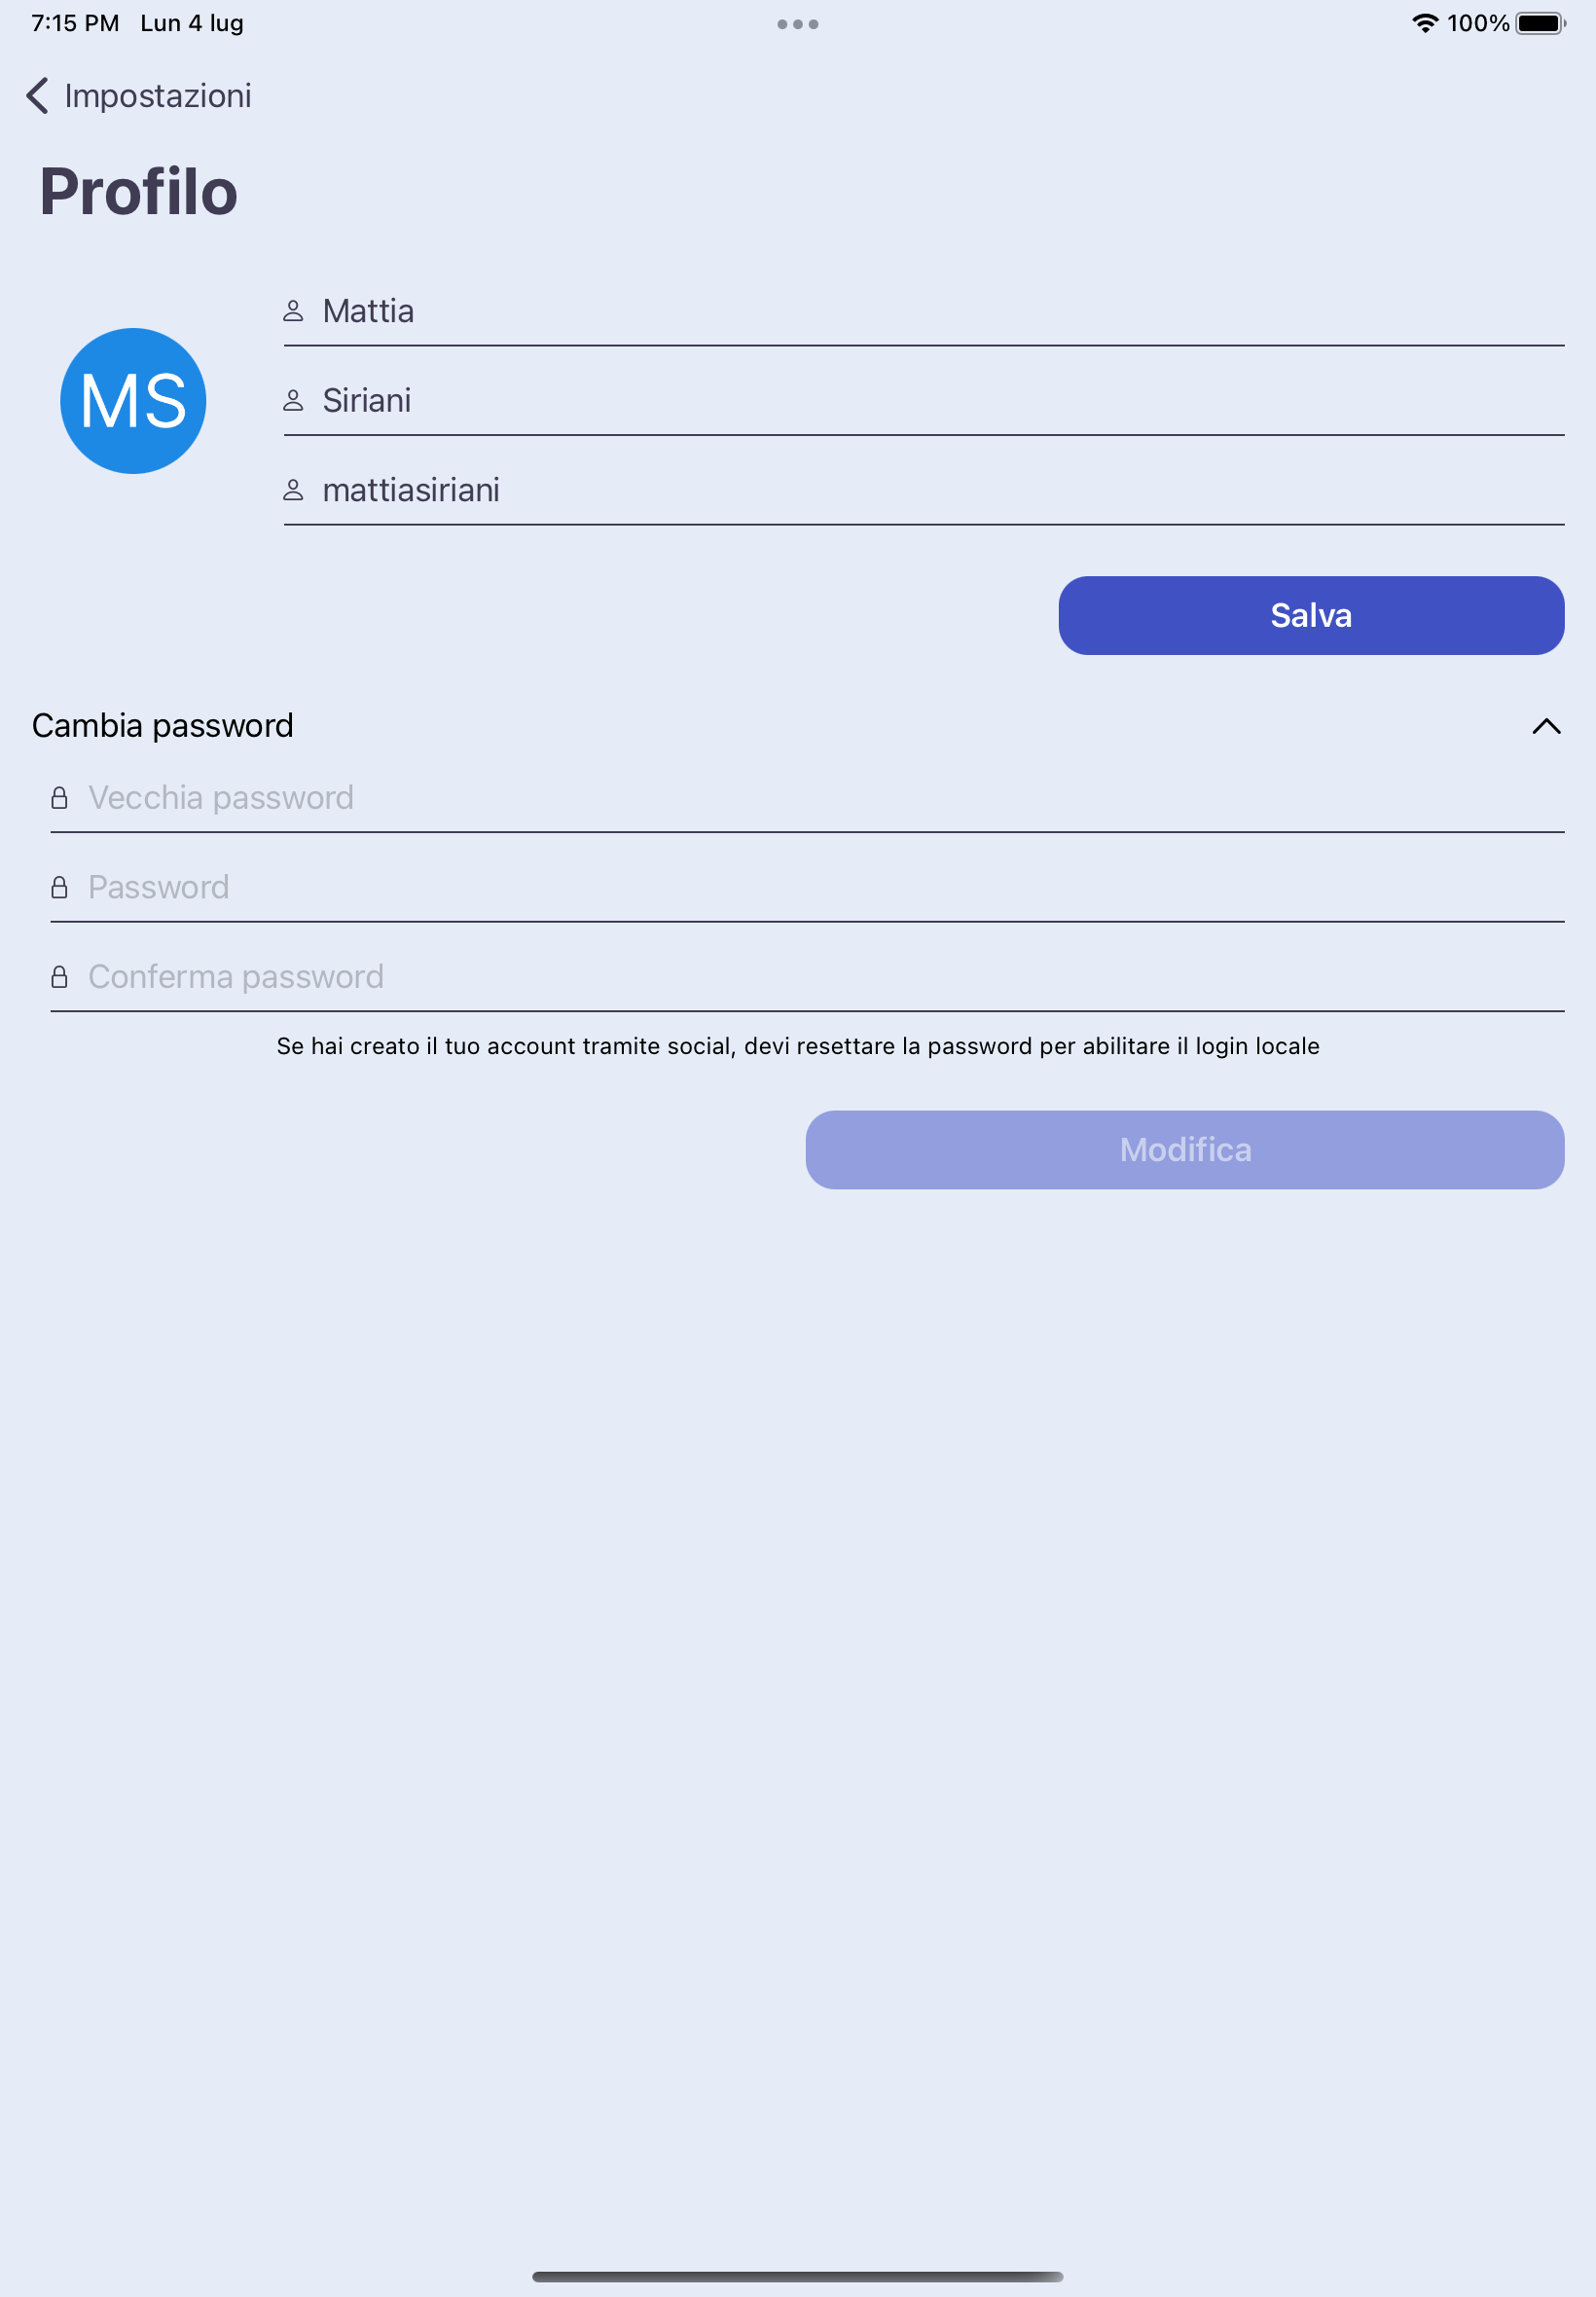 7:15 PM Lun 4 lug 100%
Impostazioni
Profilo
Mattia
MS
Siriani
mattiasiriani
Salva
Cambia password
Vecchia password
Password
Conferma password
Se hai creato il tuo account tramite social, devi resettare la password per abilitare il login locale
Modifica